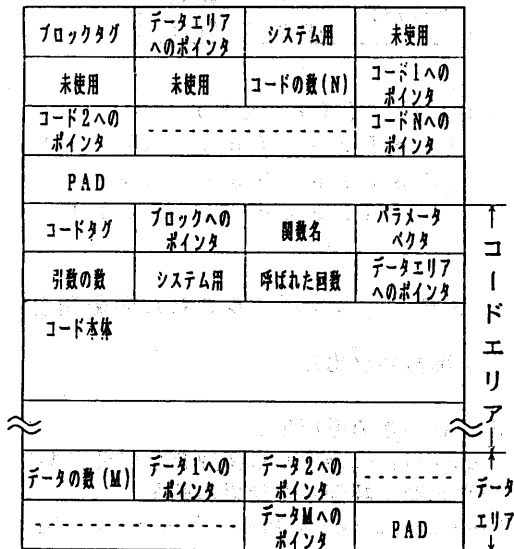 ブロックタグ
データエリア
へのポインタ
システム用
未使用
未使用
未使用
コードの数(N)
コード1への
ポインタ
コード2への
ポインタ
コードNへの
ポインタ
PAD
コードタグ
ブロックへの
ポインタ
関数名
パラメータ
ベクタ
引数の数
システム用
呼ばれた回数
データエリア
へのポインタ
コード本体
コードエリア
データの数(M)
データ1への
ポインタ
データ2への
ポインタ
データMへの
ポインタ
PAD
データ
エリア